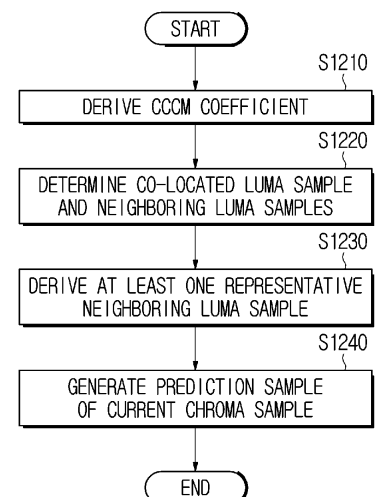 START
S1210
DERIVE CCCM COEFFICIENT
S1220
DETERMINE CO-LOCATED LUMA SAMPLE
AND NEIGHBORING LUMA SAMPLES
S1230
DERIVE AT LEAST ONE REPRESENTATIVE
NEIGHBORING LUMA SAMPLE
S1240
GENERATE PREDICTION SAMPLE
OF CURRENT CHROMA SAMPLE
END